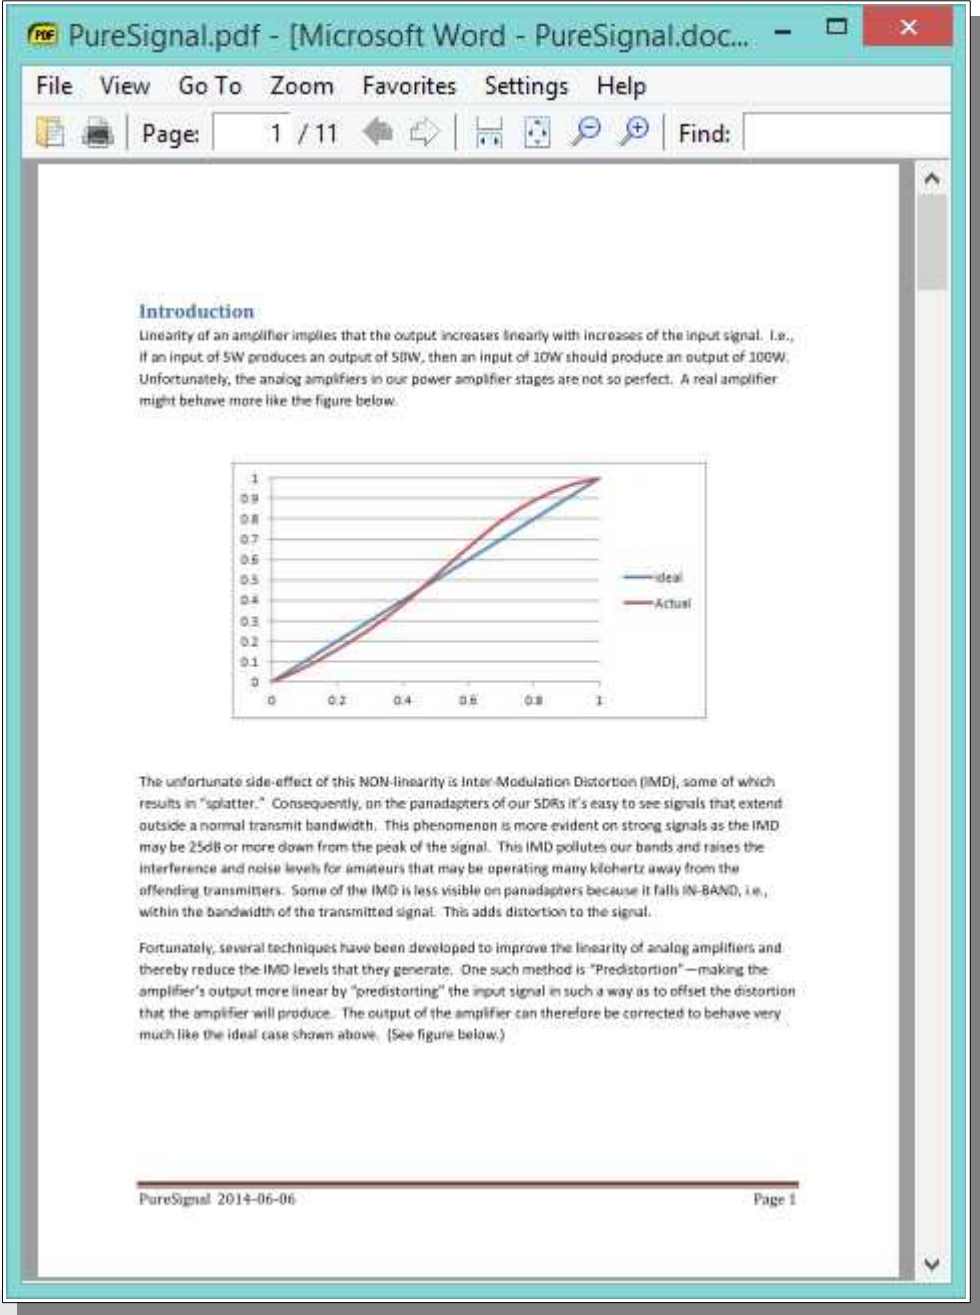 PDF PureSignal.pdf - [Microsoft Word - PureSignal.doc...
File View Go To Zoom Favorites Settings Help
Page: 1 / 11 Find:
Introduction
Linearity of an amplifier implies that the output increases linearly with increases of the input signal. I.e.,
if an input of 5W produces an output of 50W, then an input of 10W should produce an output of 100W.
Unfortunately, the analog amplifiers in our power amplifier stages are not so perfect. A real amplifier
might behave more like the figure below.
1
0.9
0.8
0.7
0.6
0.5
0.4
0.3
0.2
0.1
0
0 0.2 0.4 0.6 0.8 1
Ideal
Actual
The unfortunate side-effect of this NON-linearity is Inter-Modulation Distortion (IMD), some of which
results in "splatter." Consequently, on the panadapters of our SDRs it's easy to see signals that extend
outside a normal transmit bandwidth. This phenomenon is more evident on strong signals as the IMD
may be 25dB or more down from the peak of the signal. This IMD pollutes our bands and raises the
interference and noise levels for amateurs that may be operating many kilohertz away from the
offending transmitters. Some of the IMD is less visible on panadapters because it falls IN-BAND, i.e.,
within the bandwidth of the transmitted signal. This adds distortion to the signal.
Fortunately, several techniques have been developed to improve the linearity of analog amplifiers and
thereby reduce the IMD levels that they generate. One such method is "Predistortion"—making the
amplifier's output more linear by "predistorting" the input signal in such a way as to offset the distortion
that the amplifier will produce. The output of the amplifier can therefore be corrected to behave very
much like the ideal case shown above. (See figure below.)
PureSignal 2014-06-06 Page 1